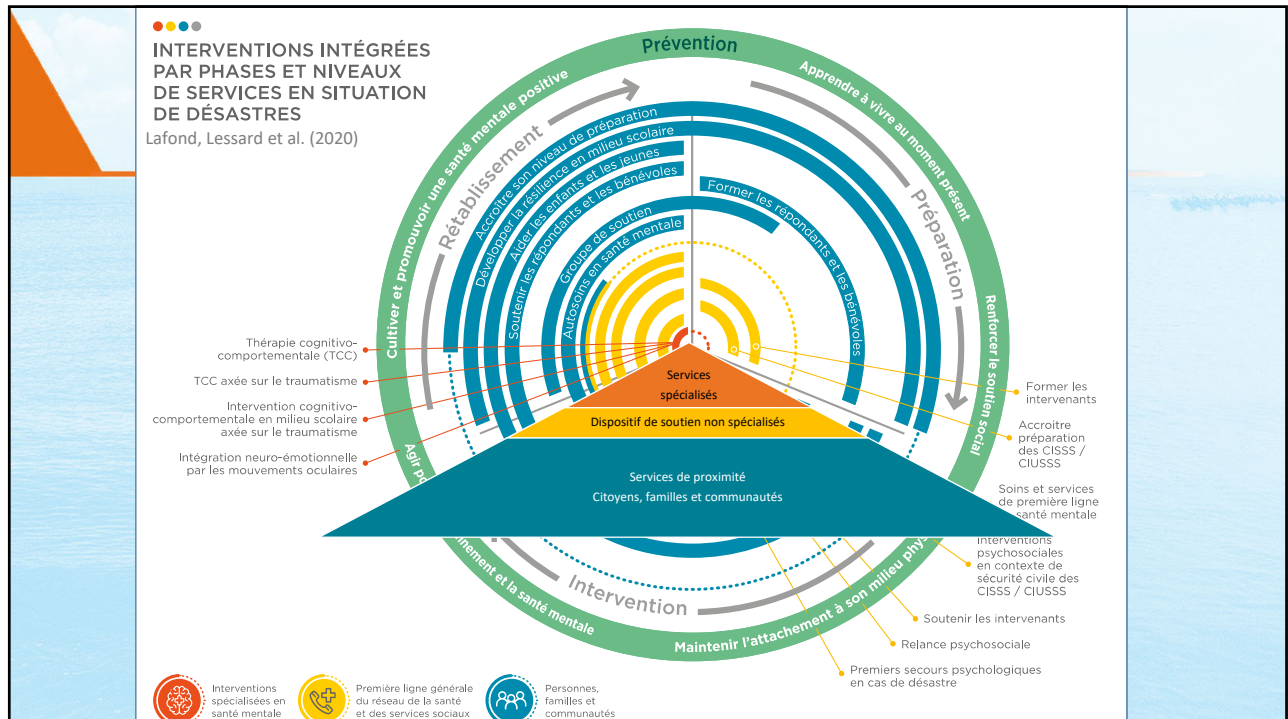 INTERVENTIONS INTÉGRÉES
PAR PHASES ET NIVEAUX
DE SERVICES EN SITUATION
DE DÉSASTRES
Lafond, Lessard et al. (2020)
Prévention
Cultiver et promouvoir une santé mentale positive
Apprendre à vivre au moment présent
Rétablissement
Préparation
Accroître son niveau de préparation
Développer la résilience en milieu scolaire
Aider les enfants et les jeunes
Soutenir les répondants et les bénévoles
Groupe de soutien
Autosoins en santé mentale
Former les répondants et les bénévoles
Renforcer le soutien social
Thérapie cognitivo-
comportementale (TCC)
TCC axée sur le traumatisme
Intervention cognitivo-
comportementale en milieu scolaire
axée sur le traumatisme
Intégration neuro-émotionnelle
par les mouvements oculaires
Services
spécialisés
Dispositif de soutien non spécialisés
Services de proximité
Citoyens, familles et communautés
Former les
intervenants
Accroitre
préparation
des CISSS /
CIUSSS
Soins et services
de première ligne
santé mentale
Interventions
psychosociales
en contexte de
sécurité civile des
CISSS / CIUSSS
Soutenir les intervenants
Relance psychosociale
Premiers secours psychologiques
en cas de désastre
Agir
et la santé mentale
Intervention
Maintenir l'attachement à son milieu
Interventions
spécialisées en
santé mentale
Première ligne générale
du réseau de la santé
et des services sociaux
Personnes,
familles et
communautés